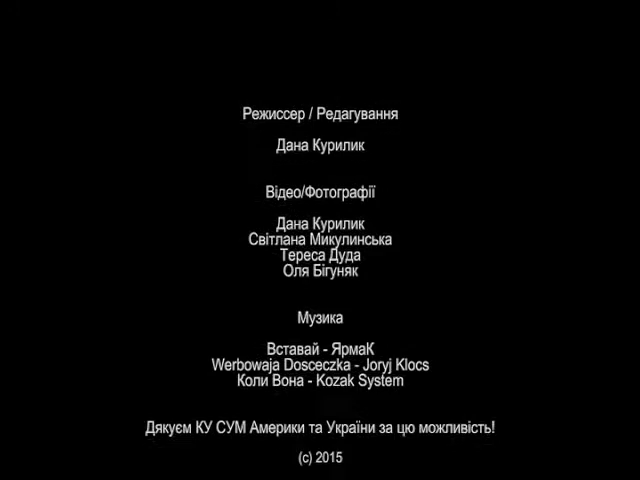 Режиссер / Редагування
Дана Курилик
Відео/Фотографії
Дана Курилик
Світлана Микулинська
Тереса Дуда
Оля Бігуняк
Музика
Вставай - ЯрмаК
Werbowaja Dosceczka - Joryj Klocs
Коли Вона - Kozak System
Дякуєм КУ СУМ Америки та України за цю можливість!
(c) 2015